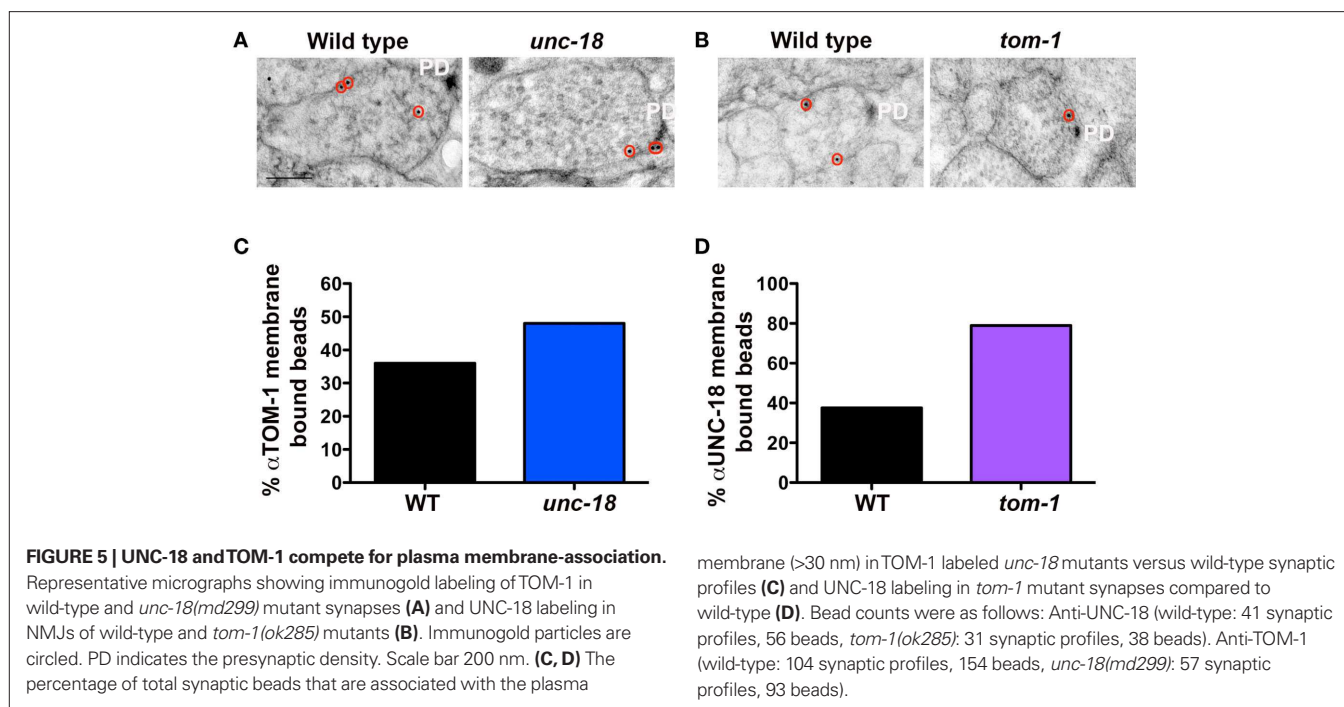 A
Wild type
unc-18
B
Wild type
tom-1
PD
PD
PD
PD
C
% αTOM-1 membrane
bound beads
60
50
40
30
20
10
0
WT
unc-18
D
% αUNC-18 membrane
bound beads
100
80
60
40
20
0
WT
tom-1
FIGURE 5 | UNC-18 and TOM-1 compete for plasma membrane-association.
Representative micrographs showing immunogold labeling of TOM-1 in
wild-type and unc-18(md299) mutant synapses (A) and UNC-18 labeling in
NMJs of wild-type and tom-1(ok285) mutants (B). Immunogold particles are
circled. PD indicates the presynaptic density. Scale bar 200 nm. (C, D) The
percentage of total synaptic beads that are associated with the plasma
membrane (>30 nm) in TOM-1 labeled unc-18 mutants versus wild-type synaptic
profiles (C) and UNC-18 labeling in tom-1 mutant synapses compared to
wild-type (D). Bead counts were as follows: Anti-UNC-18 (wild-type: 41 synaptic
profiles, 56 beads, tom-1(ok285): 31 synaptic profiles, 38 beads). Anti-TOM-1
(wild-type: 104 synaptic profiles, 154 beads, unc-18(md299): 57 synaptic
profiles, 93 beads).